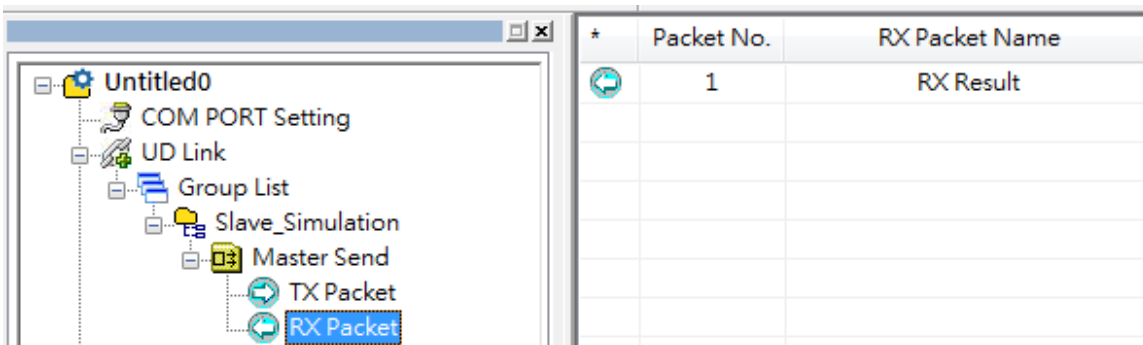 * Packet No. RX Packet Name
1 RX Result
Untitled0
COM PORT Setting
UD Link
Group List
Slave_Simulation
Master Send
TX Packet
RX Packet